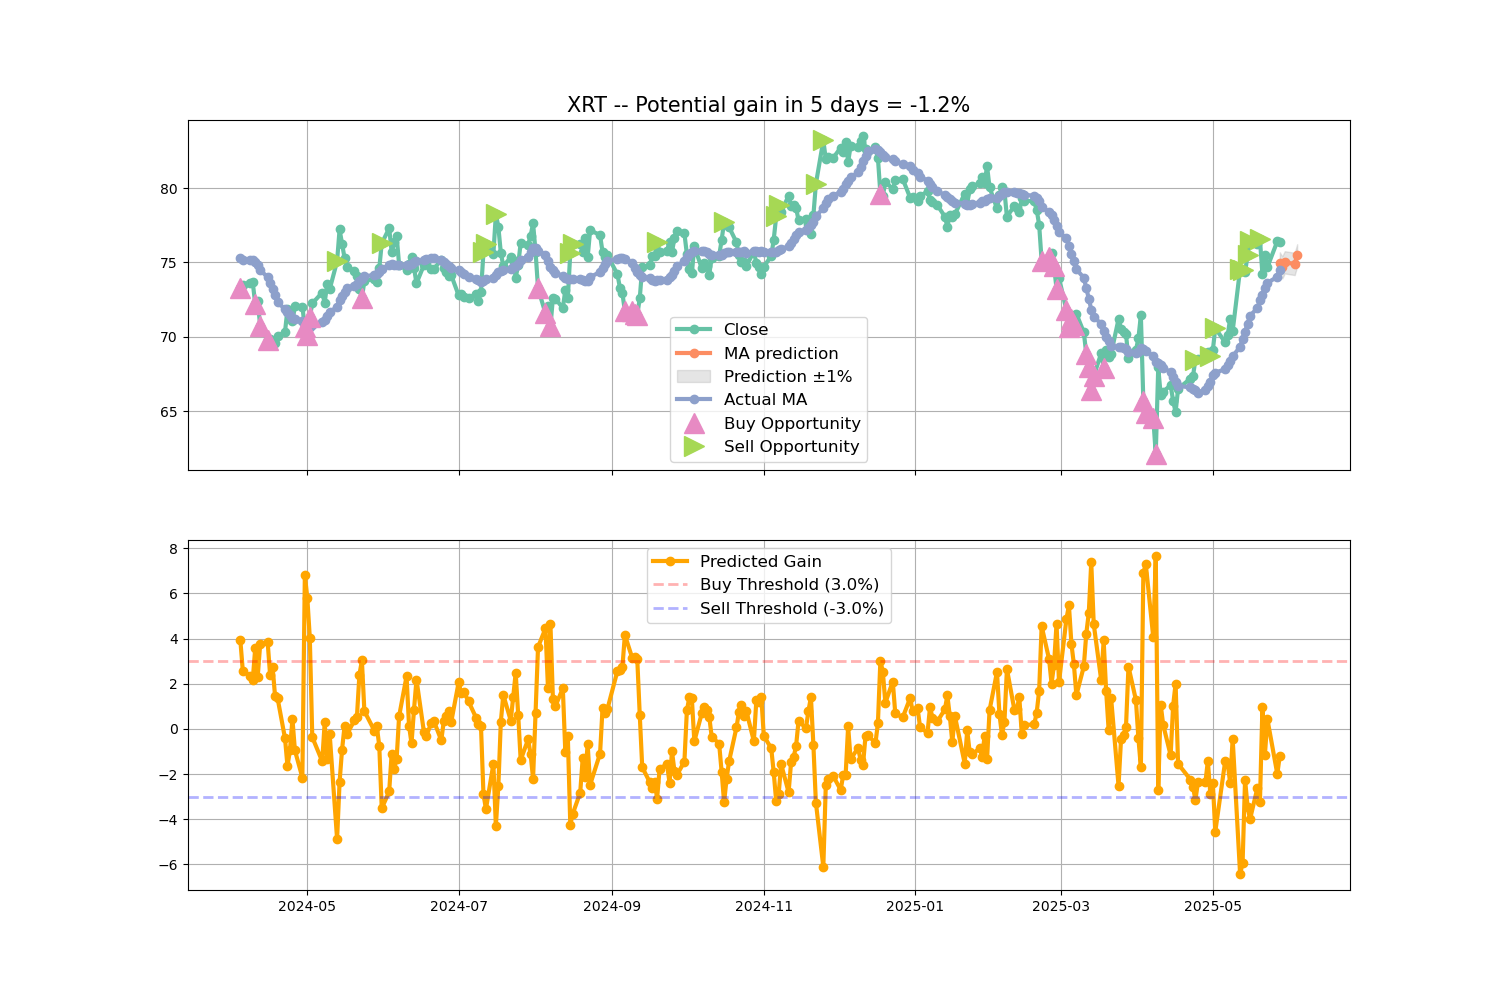 XRT -- Potential gain in 5 days = -1.2%
80
75
70
65
Close
MA prediction
Prediction ±1%
Actual MA
Buy Opportunity
Sell Opportunity
8
6
4
2
0
−2
−4
−6
Predicted Gain
Buy Threshold (3.0%)
Sell Threshold (-3.0%)
2024-05
2024-07
2024-09
2024-11
2025-01
2025-03
2025-05